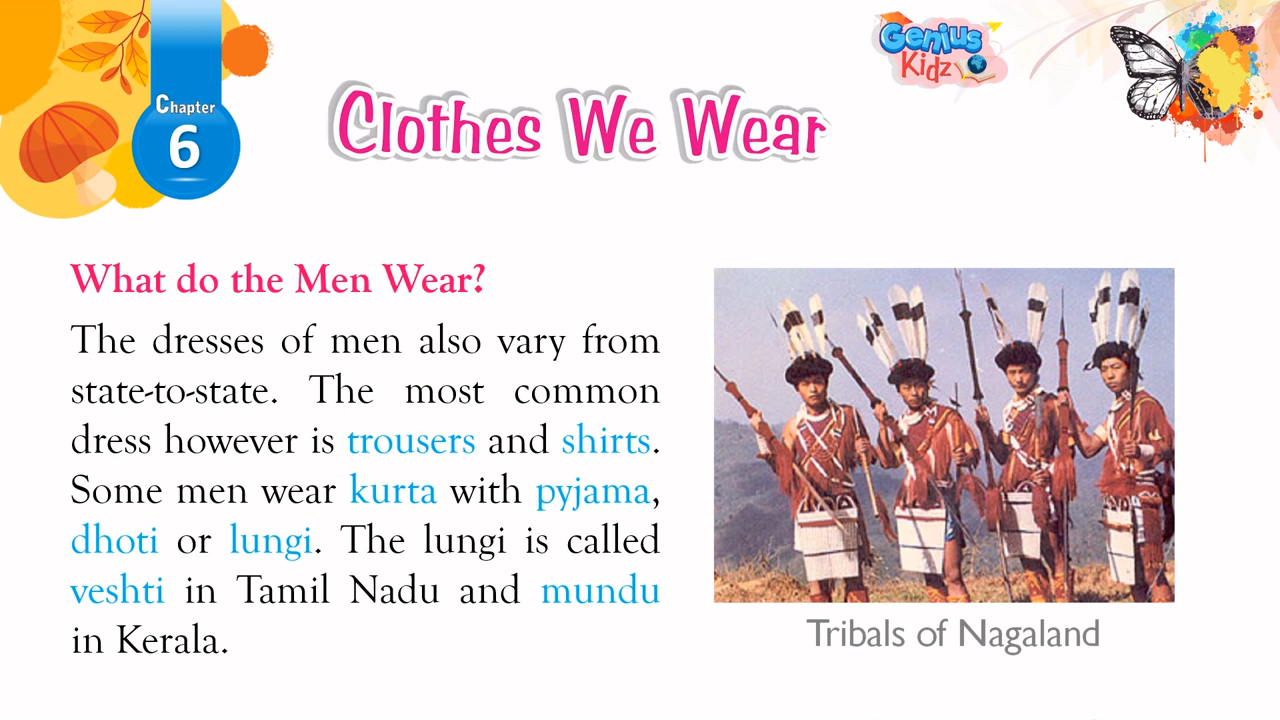 Chapter
6
Clothes We Wear
Genius
Kidz
What do the Men Wear?
The dresses of men also vary from
state-to-state. The most common
dress however is trousers and shirts.
Some men wear kurta with pyjama,
dhoti or lungi. The lungi is called
veshti in Tamil Nadu and mundu
in Kerala.
Tribals of Nagaland